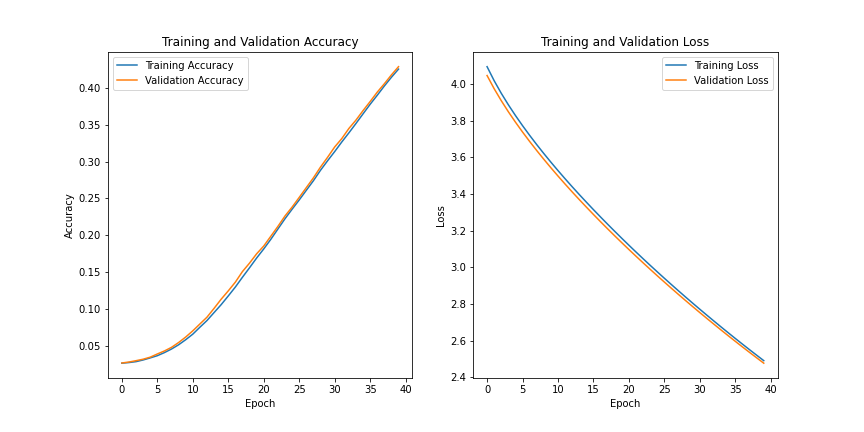 Training and Validation Accuracy
Training Accuracy
Validation Accuracy
0.40
0.35
0.30
0.25
0.20
0.15
0.10
0.05
Accuracy
0 5 10 15 20 25 30 35 40
Epoch
Training and Validation Loss
Training Loss
Validation Loss
4.0
3.8
3.6
3.4
3.2
3.0
2.8
2.6
2.4
Loss
0 5 10 15 20 25 30 35 40
Epoch